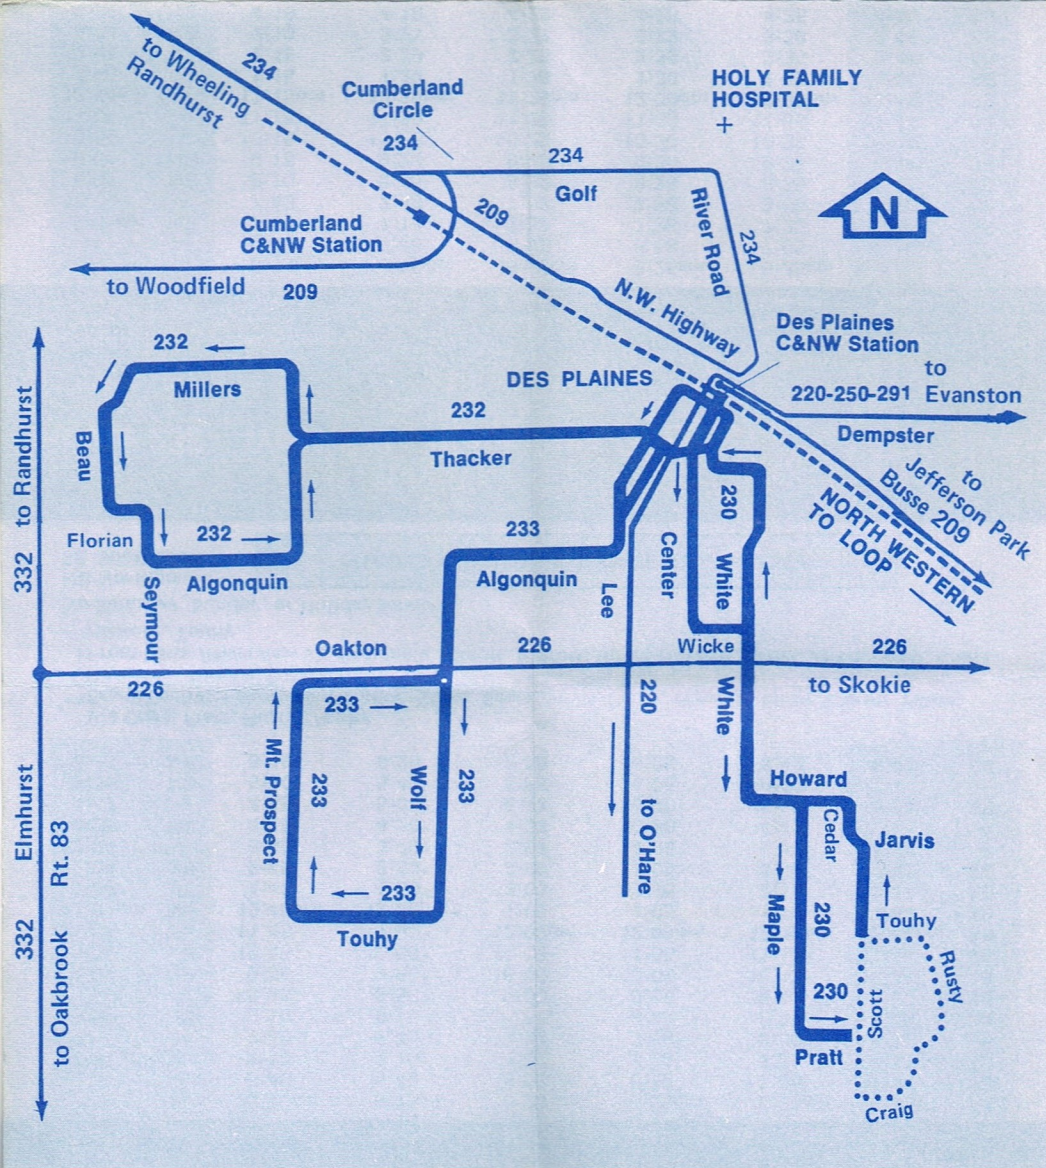 to Wheeling
Randhurst
234
Cumberland
Circle
234
HOLY FAMILY
HOSPITAL
234
Golf
209
River Road
234
N
Cumberland
C&NW Station
to Woodfield
209
N.W. Highway
Des Plaines
C&NW Station
to
Evanston
220-250-291
Dempster
DES PLAINES
232
Millers
232
Thacker
Beau
Florian
232
Algonquin
Seymour
332 to Randhurst
233
Algonquin
Lee
Center
230
White
Wicke
to
Jefferson Park
Busse 209
NORTH WESTERN
TO LOOP
Oakton
226
226
226
to Skokie
233
Mt. Prospect
233
Wolf
233
233
Touhy
220
to O'Hare
White
Howard
Cedar
Jarvis
Touhy
Maple
230
230
Pratt
Scott
Rusty
Craig
Elmhurst
Rt. 83
332
to Oakbrook